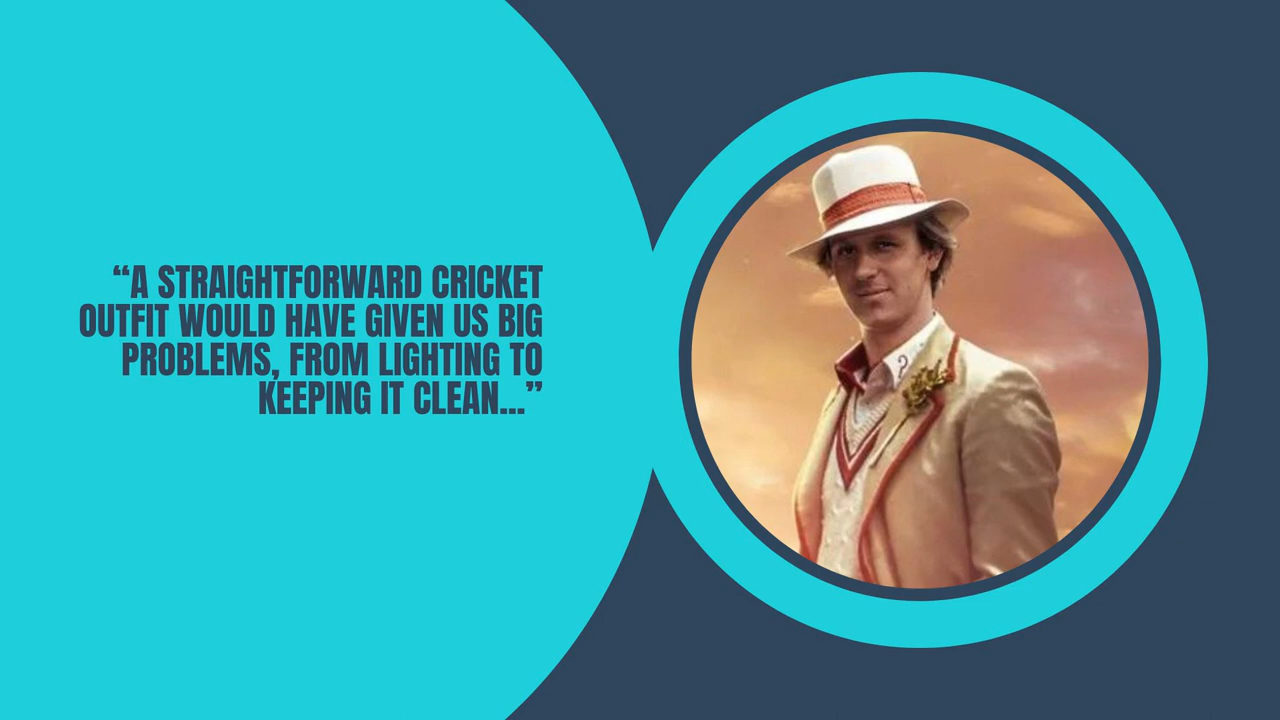 “A STRAIGHTFORWARD CRICKET
OUTFIT WOULD HAVE GIVEN US BIG
PROBLEMS, FROM LIGHTING TO
KEEPING IT CLEAN...”
?